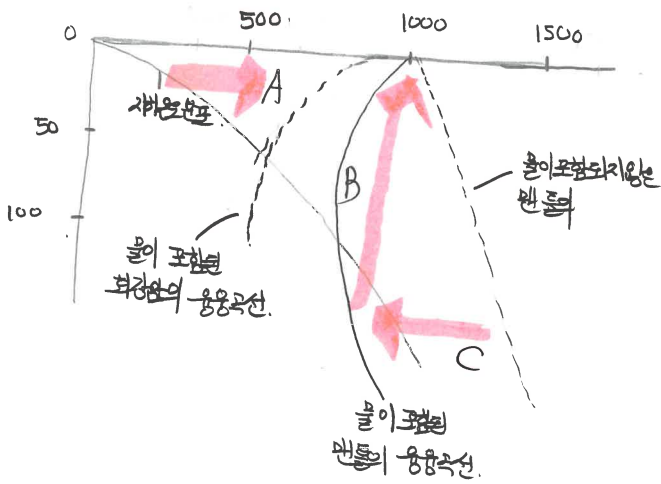 0
500
1000
1500
50
100
A
B
C
지하온도분포
물이 포함된
화강암의 용융곡선.
물이 포함되지않은
맨틀의
물이 포함된
맨틀의 용융곡선.